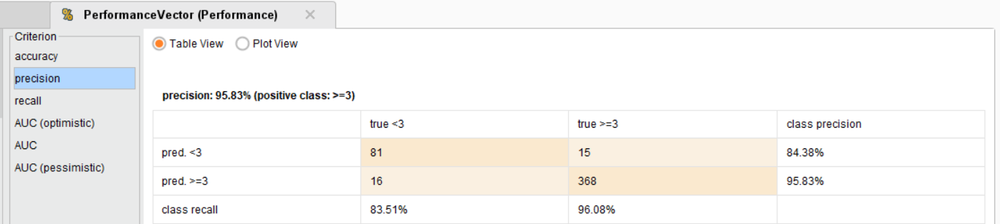 PerformanceVector (Performance)
Criterion
accuracy
precision
recall
AUC (optimistic)
AUC
AUC (pessimistic)
Table View Plot View
precision: 95.83% (positive class: >=3)
true <3 true >=3 class precision
pred. <3 81 15 84.38%
pred. >=3 16 368 95.83%
class recall 83.51% 96.08%